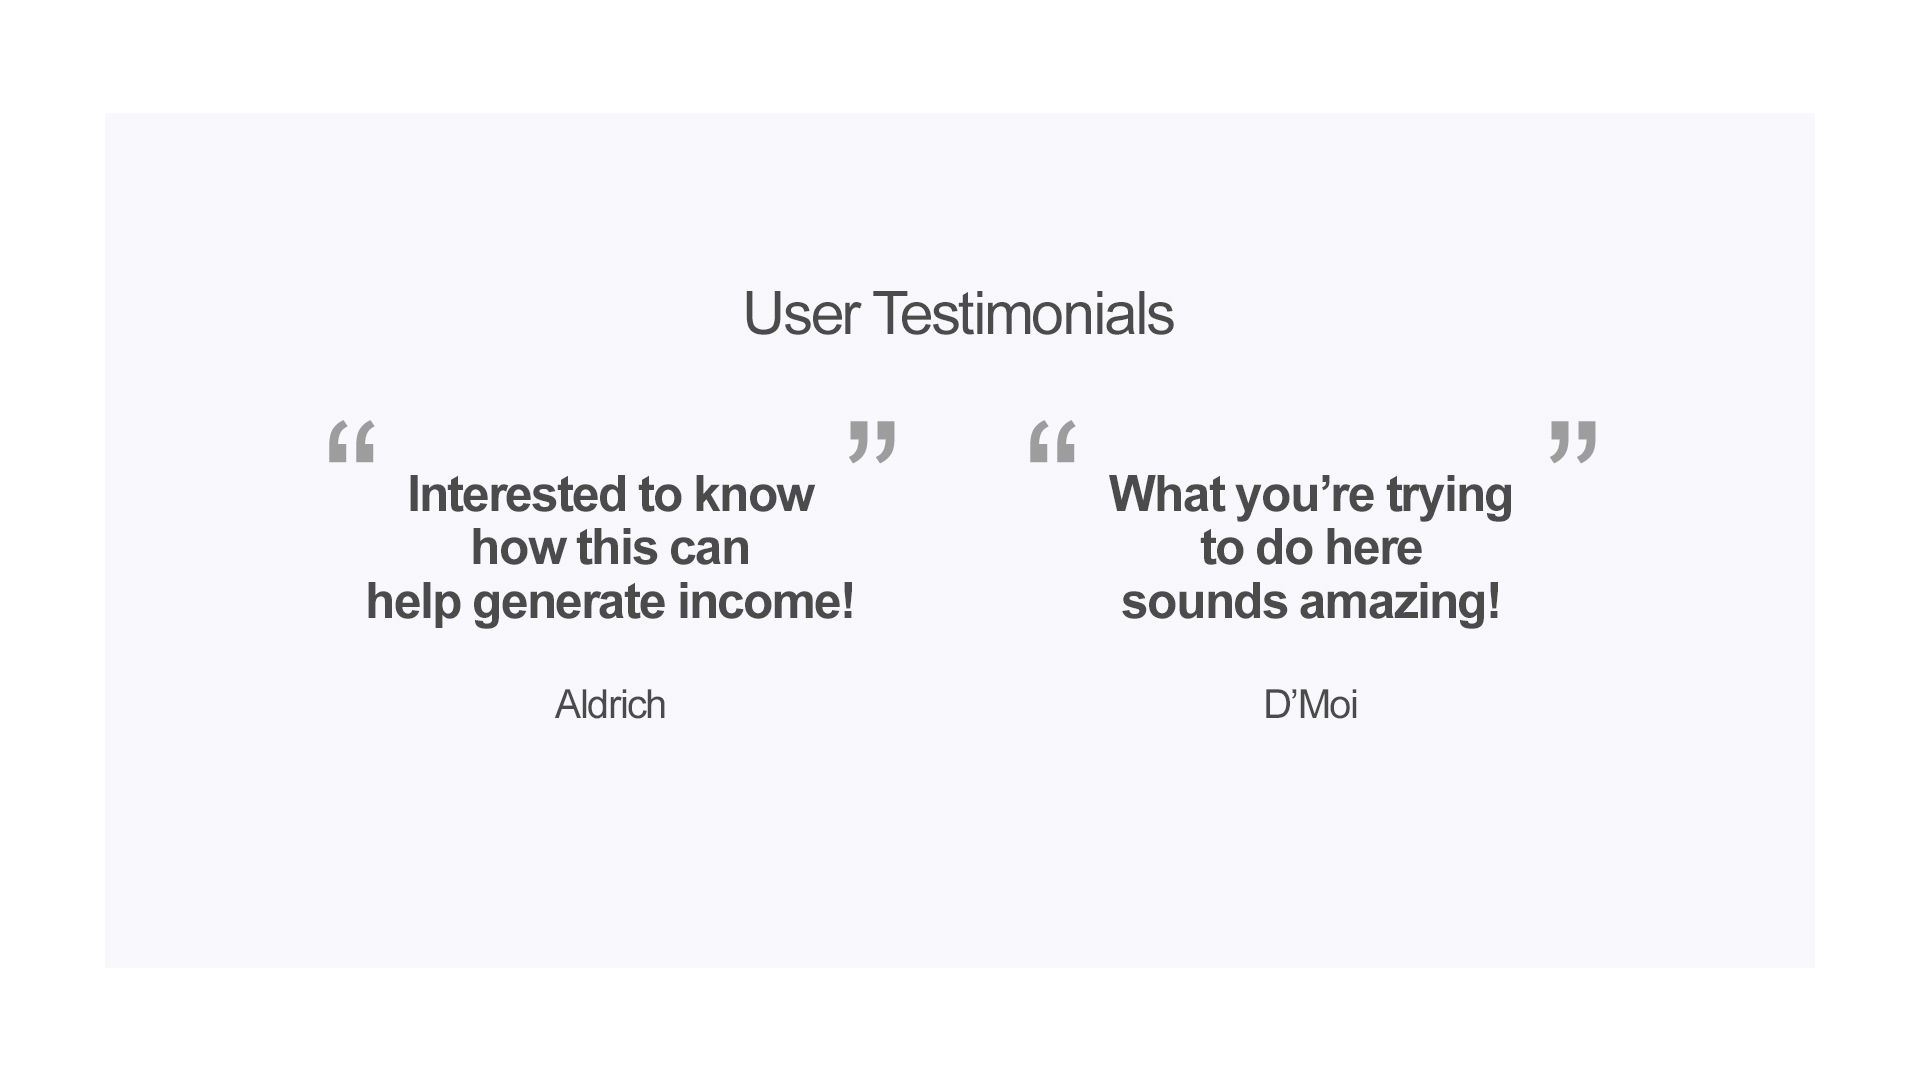 User Testimonials
“ ”
Interested to know
how this can
help generate income!
Aldrich
“ ”
What you’re trying
to do here
sounds amazing!
D’Moi